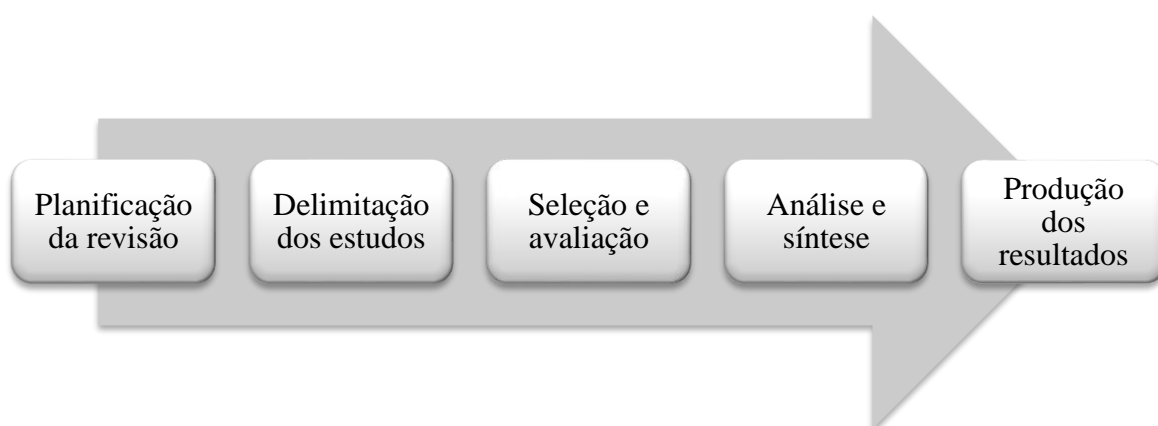 Planificação
da revisão
Delimitação
dos estudos
Seleção e
avaliação
Análise e
síntese
Produção
dos
resultados